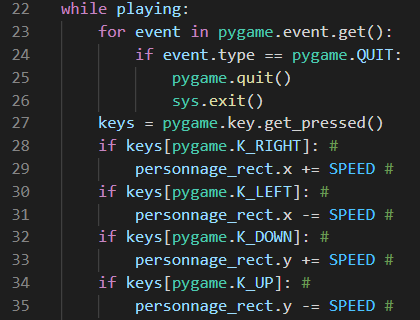 22 while playing:
23 for event in pygame.event.get():
24 if event.type == pygame.QUIT:
25 pygame.quit()
26 sys.exit()
27 keys = pygame.key.get_pressed()
28 if keys[pygame.K_RIGHT]: #
29 personnage_rect.x += SPEED #
30 if keys[pygame.K_LEFT]: #
31 personnage_rect.x -= SPEED #
32 if keys[pygame.K_DOWN]: #
33 personnage_rect.y += SPEED #
34 if keys[pygame.K_UP]: #
35 personnage_rect.y -= SPEED #